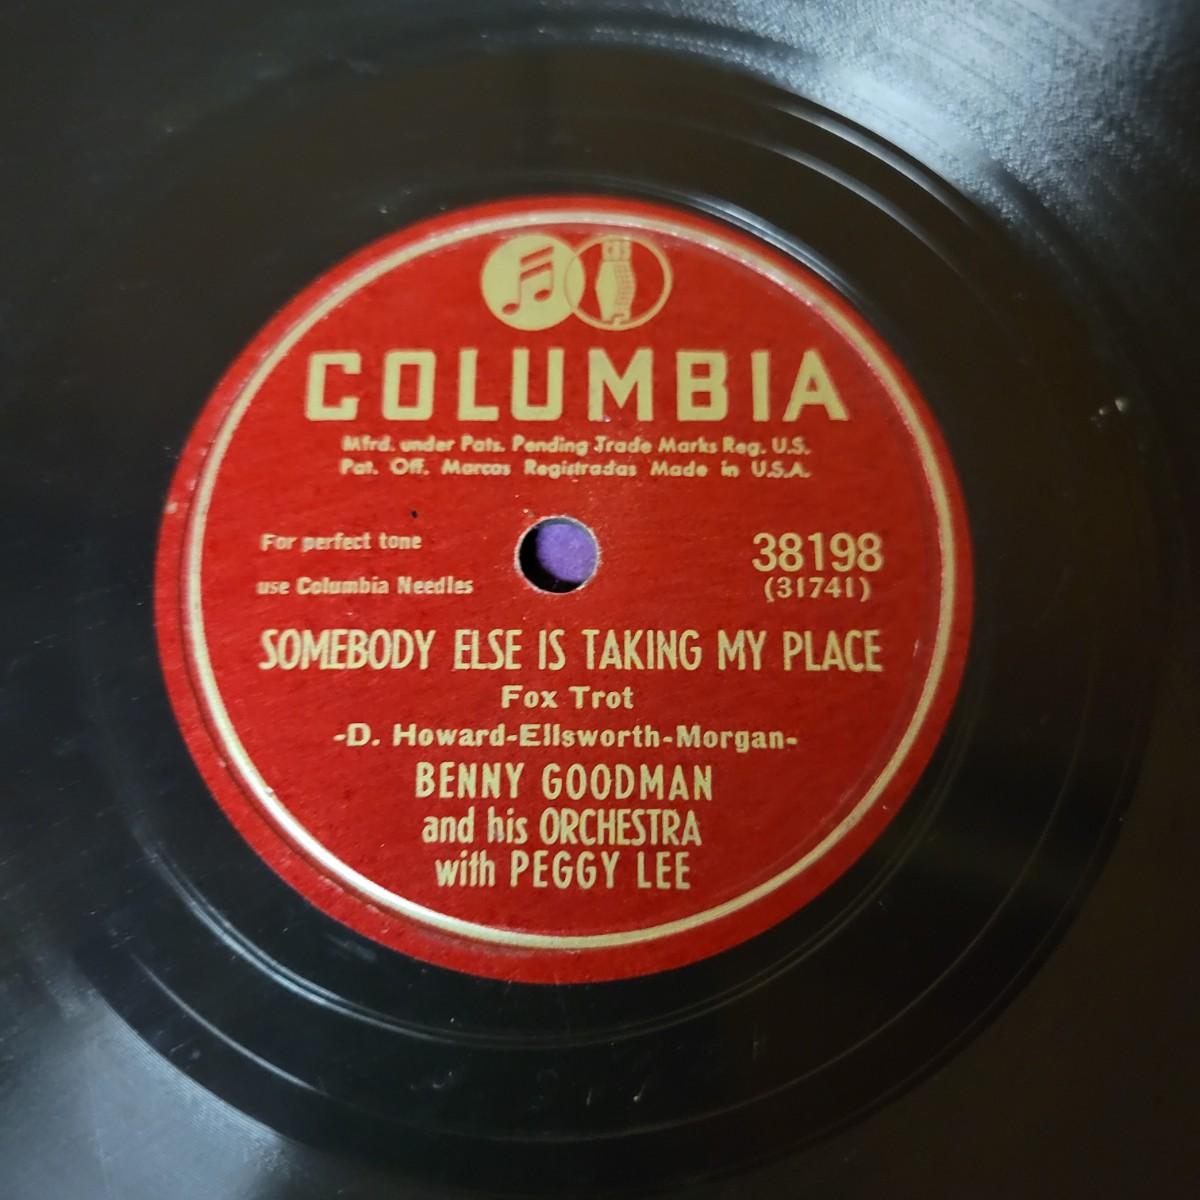 CBS
COLUMBIA
Mfrd. under Pats. Pending Trade Marks Reg. U.S.
Pat. Off. Marcas Registradas Made in U.S.A.
For perfect tone
use Columbia Needles
38198
(31741)
SOMEBODY ELSE IS TAKING MY PLACE
Fox Trot
-D. Howard-Ellsworth-Morgan-
BENNY GOODMAN
and his ORCHESTRA
with PEGGY LEE